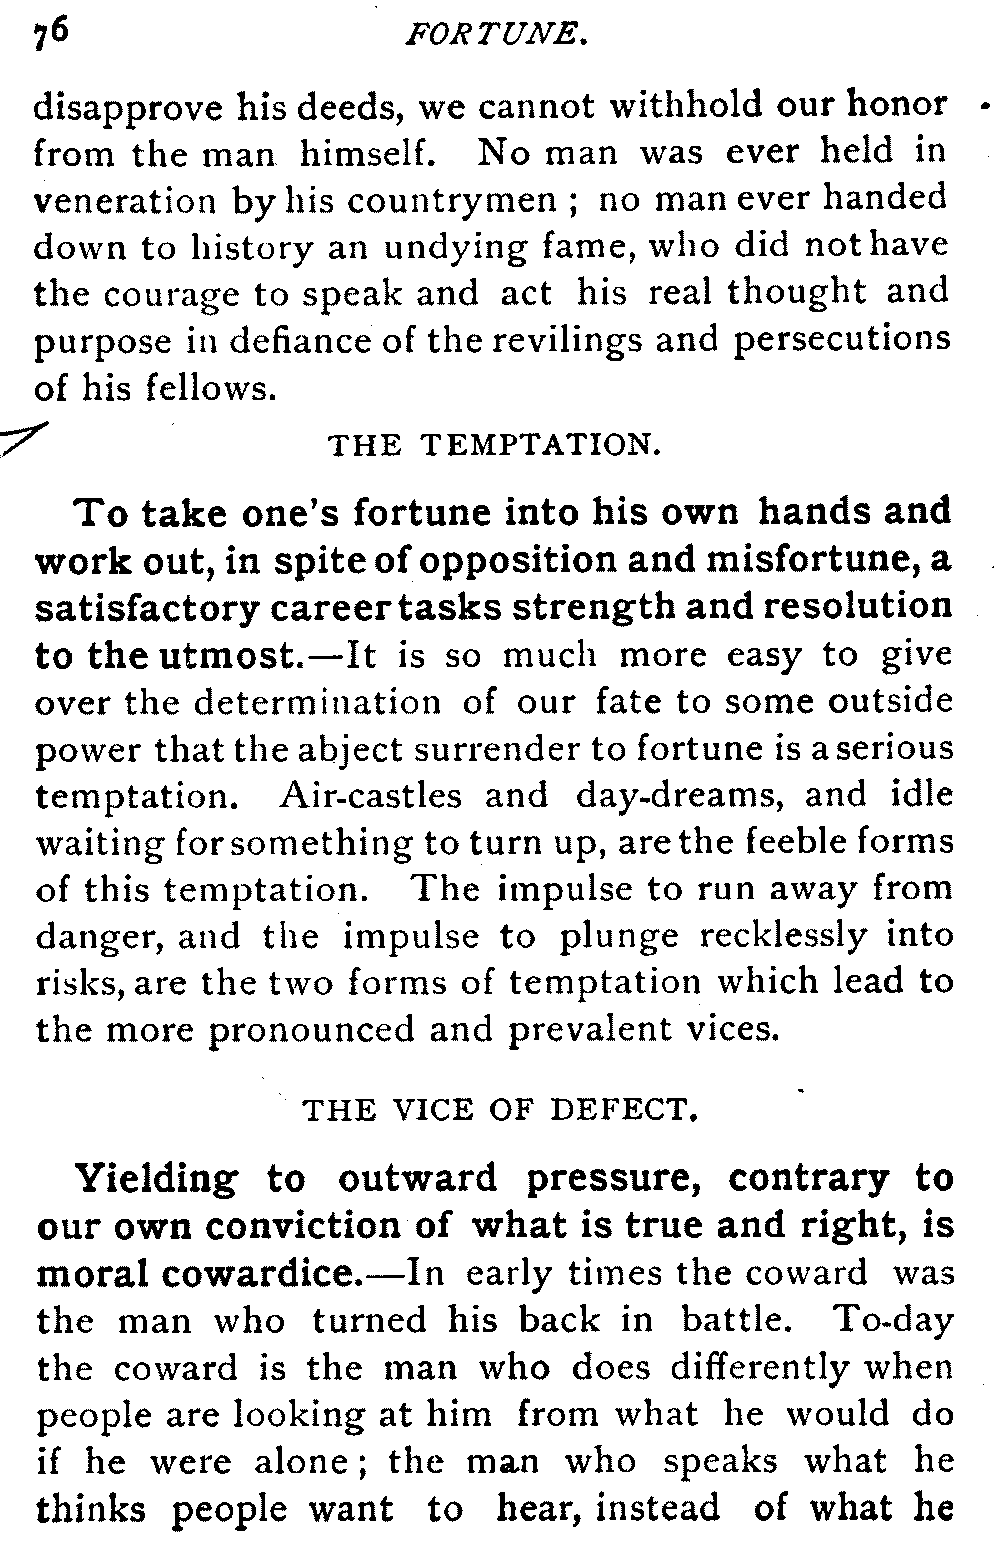 76 FORTUNE.
disapprove his deeds, we cannot withhold our honor
from the man himself. No man was ever held in
veneration by his countrymen ; no man ever handed
down to history an undying fame, who did not have
the courage to speak and act his real thought and
purpose in defiance of the revilings and persecutions
of his fellows.
THE TEMPTATION.
To take one's fortune into his own hands and
work out, in spite of opposition and misfortune, a
satisfactory career tasks strength and resolution
to the utmost.—It is so much more easy to give
over the determination of our fate to some outside
power that the abject surrender to fortune is a serious
temptation. Air-castles and day-dreams, and idle
waiting for something to turn up, are the feeble forms
of this temptation. The impulse to run away from
danger, and the impulse to plunge recklessly into
risks, are the two forms of temptation which lead to
the more pronounced and prevalent vices.
THE VICE OF DEFECT.
Yielding to outward pressure, contrary to
our own conviction of what is true and right, is
moral cowardice.—In early times the coward was
the man who turned his back in battle. To-day
the coward is the man who does differently when
people are looking at him from what he would do
if he were alone ; the man who speaks what he
thinks people want to hear, instead of what he